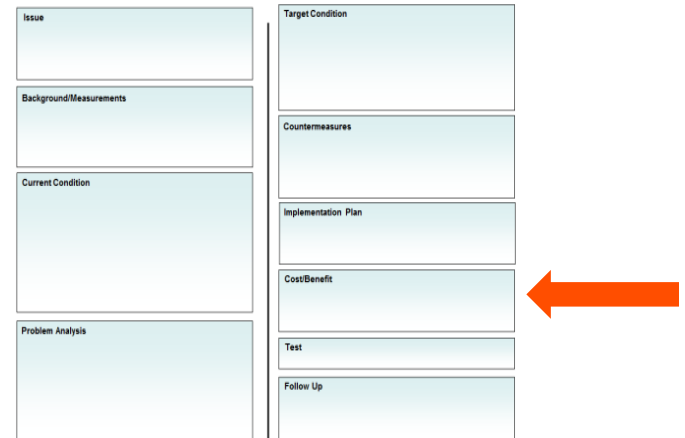 Issue
Background/Measurements
Current Condition
Problem Analysis
Target Condition
Countermeasures
Implementation Plan
Cost/Benefit
Test
Follow Up